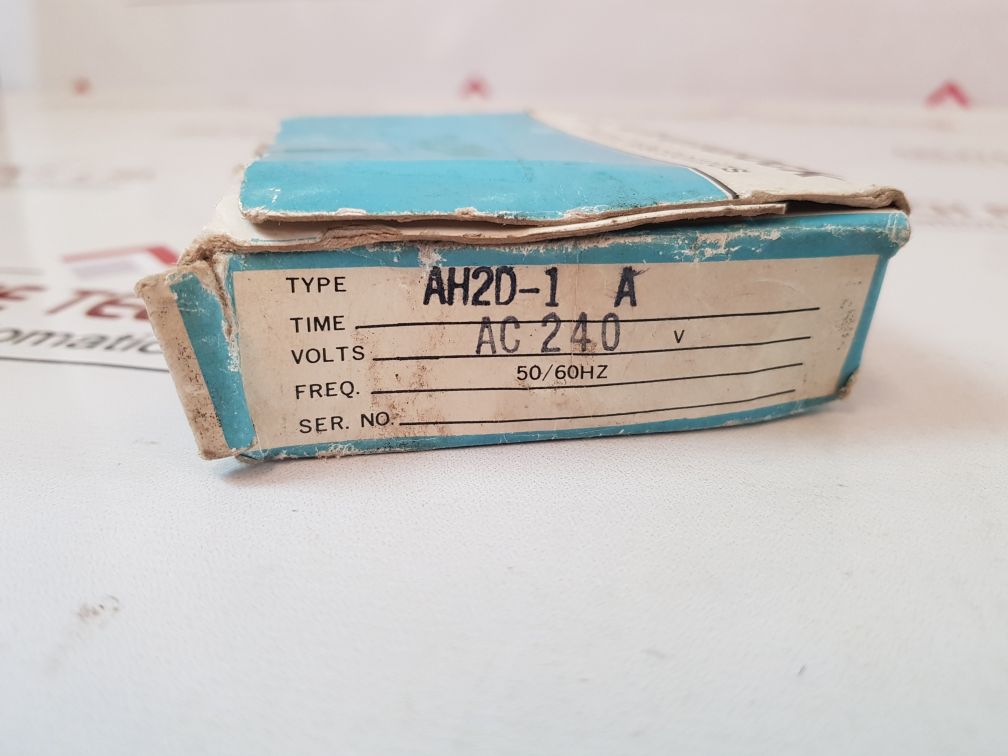 TYPE AH2D-1 A
TIME
VOLTS AC 240 V
FREQ. 50/60HZ
SER. NO.